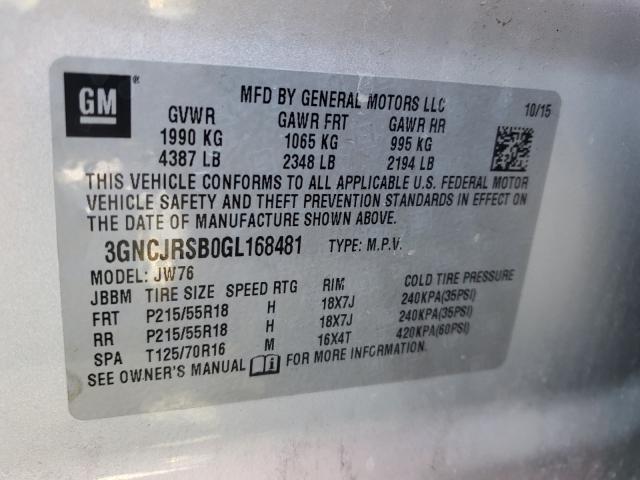 GM
MFD BY GENERAL MOTORS LLC 10/15
GVWR GAWR FRT GAWR RR
1990 KG 1065 KG 995 KG
4387 LB 2348 LB 2194 LB
THIS VEHICLE CONFORMS TO ALL APPLICABLE U.S. FEDERAL MOTOR
VEHICLE SAFETY AND THEFT PREVENTION STANDARDS IN EFFECT ON
THE DATE OF MANUFACTURE SHOWN ABOVE.
3GNCJRSB0GL168481 TYPE: M.P.V.
MODEL: JW76
JBBM TIRE SIZE SPEED RTG RIM COLD TIRE PRESSURE
FRT P215/55R18 H 18X7J 240KPA(35PSI)
RR P215/55R18 H 18X7J 240KPA(35PSI)
SPA T125/70R16 M 16X4T 420KPA(60PSI)
SEE OWNER'S MANUAL FOR MORE INFORMATION.